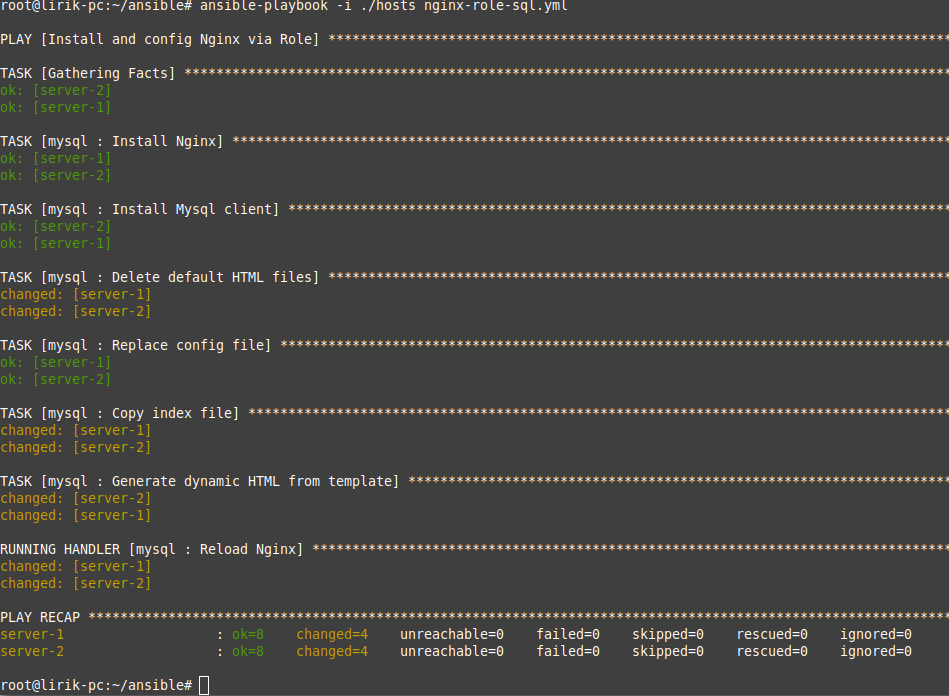 root@lirik-pc:~/ansible# ansible-playbook -i ./hosts nginx-role-sql.yml
PLAY [Install and config Nginx via Role] ******************************************************************************
TASK [Gathering Facts] ************************************************************************************************
ok: [server-2]
ok: [server-1]
TASK [mysql : Install Nginx] ******************************************************************************************
ok: [server-1]
ok: [server-2]
TASK [mysql : Install Mysql client] ***********************************************************************************
ok: [server-2]
ok: [server-1]
TASK [mysql : Delete default HTML files] ******************************************************************************
changed: [server-1]
changed: [server-2]
TASK [mysql : Replace config file] ************************************************************************************
ok: [server-1]
ok: [server-2]
TASK [mysql : Copy index file] ****************************************************************************************
changed: [server-1]
changed: [server-2]
TASK [mysql : Generate dynamic HTML from template] ********************************************************************
changed: [server-2]
changed: [server-1]
RUNNING HANDLER [mysql : Reload Nginx] ********************************************************************************
changed: [server-1]
changed: [server-2]
PLAY RECAP ************************************************************************************************************
server-1                   : ok=8    changed=4    unreachable=0    failed=0    skipped=0    rescued=0    ignored=0
server-2                   : ok=8    changed=4    unreachable=0    failed=0    skipped=0    rescued=0    ignored=0
root@lirik-pc:~/ansible#